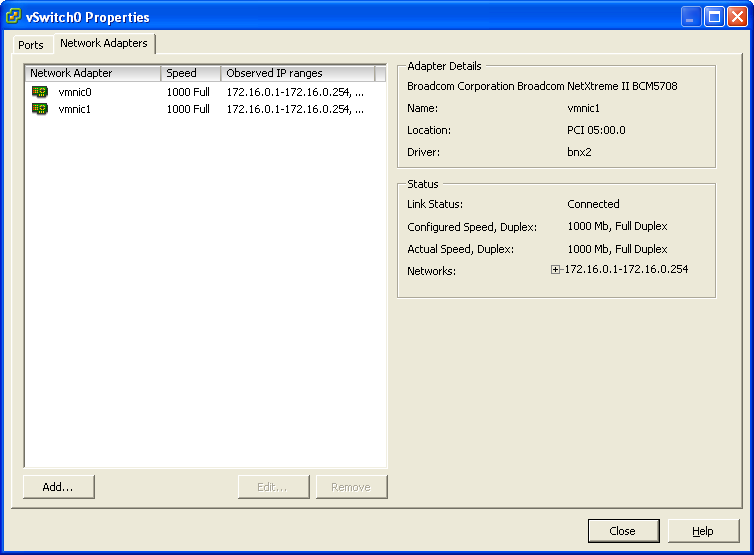 vSwitch0 Properties
Ports
Network Adapters
Network Adapter Speed Observed IP ranges
vmnic0 1000 Full 172.16.0.1-172.16.0.254, ...
vmnic1 1000 Full 172.16.0.1-172.16.0.254, ...
Adapter Details
Broadcom Corporation Broadcom NetXtreme II BCM5708
Name: vmnic1
Location: PCI 05:00.0
Driver: bnx2
Status
Link Status: Connected
Configured Speed, Duplex: 1000 Mb, Full Duplex
Actual Speed, Duplex: 1000 Mb, Full Duplex
Networks: 172.16.0.1-172.16.0.254
Add... Edit... Remove
Close Help